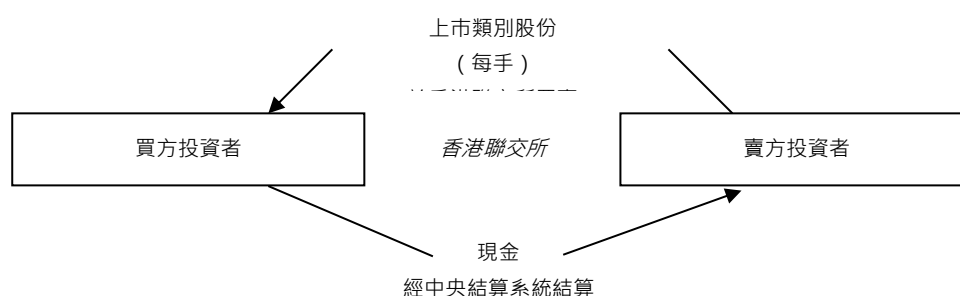 上市類別股份
(每手)
買方投資者
香港聯交所
賣方投資者
現金
經中央結算系統結算